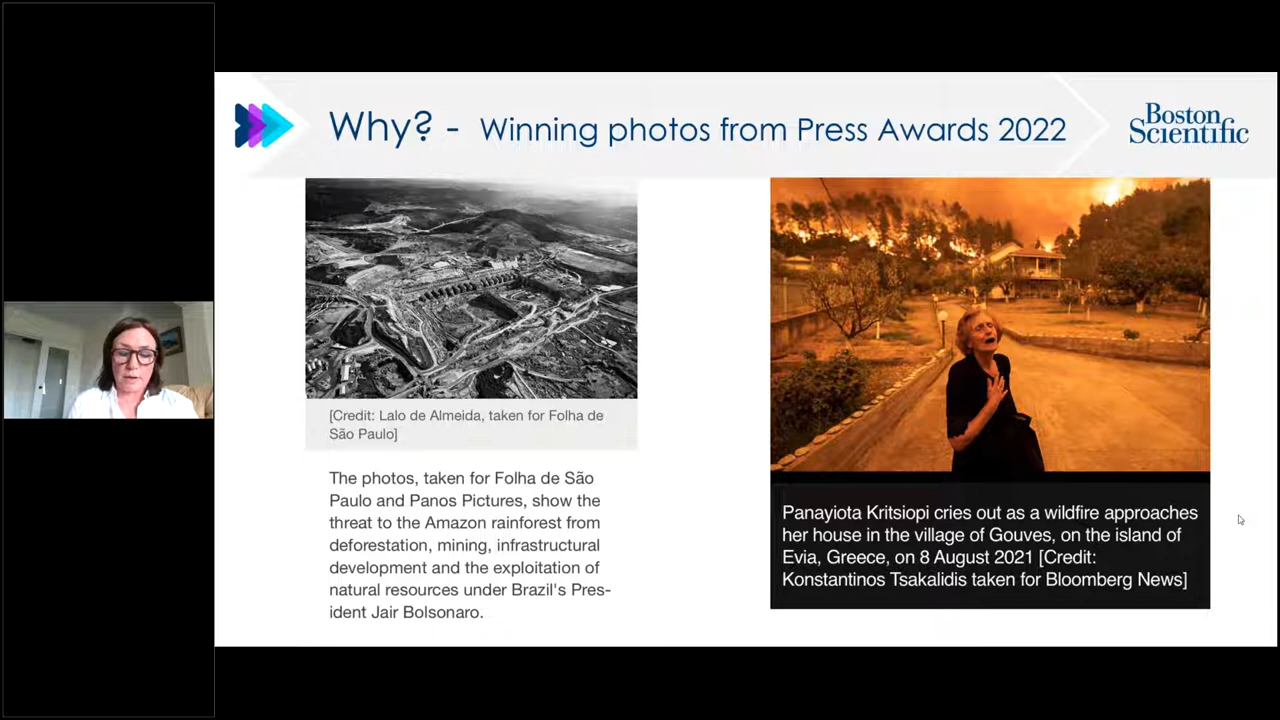 Why? - Winning photos from Press Awards 2022
Boston
Scientific
[Credit: Lalo de Almeida, taken for Folha de
São Paulo]
The photos, taken for Folha de São
Paulo and Panos Pictures, show the
threat to the Amazon rainforest from
deforestation, mining, infrastructural
development and the exploitation of
natural resources under Brazil's Pres-
ident Jair Bolsonaro.
Panayiota Kritsiopi cries out as a wildfire approaches
her house in the village of Gouves, on the island of
Evia, Greece, on 8 August 2021 [Credit:
Konstantinos Tsakalidis taken for Bloomberg News]